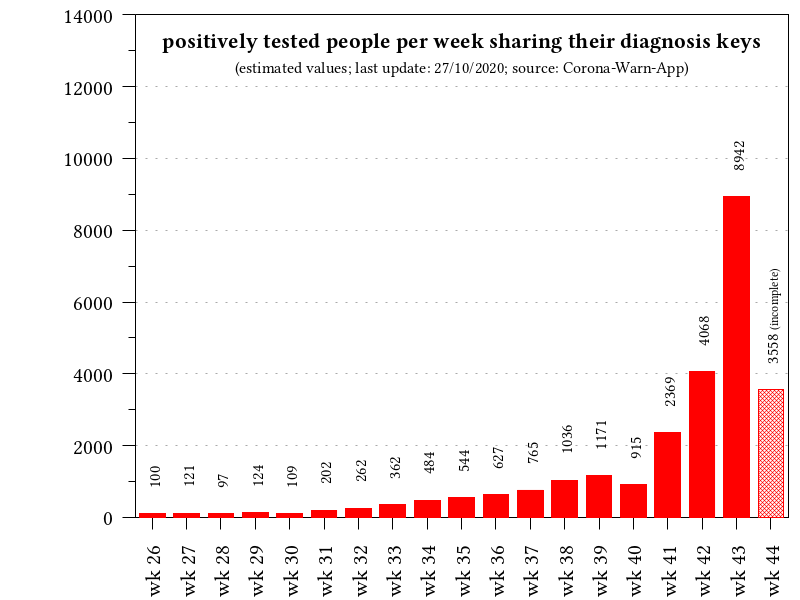 positively tested people per week sharing their diagnosis keys
(estimated values; last update: 27/10/2020; source: Corona-Warn-App)
14000
12000
10000
8000
6000
4000
2000
0
100
121
97
124
109
202
262
362
484
544
627
765
1036
1171
915
2369
4068
8942
3558 (incomplete)
wk 26
wk 27
wk 28
wk 29
wk 30
wk 31
wk 32
wk 33
wk 34
wk 35
wk 36
wk 37
wk 38
wk 39
wk 40
wk 41
wk 42
wk 43
wk 44